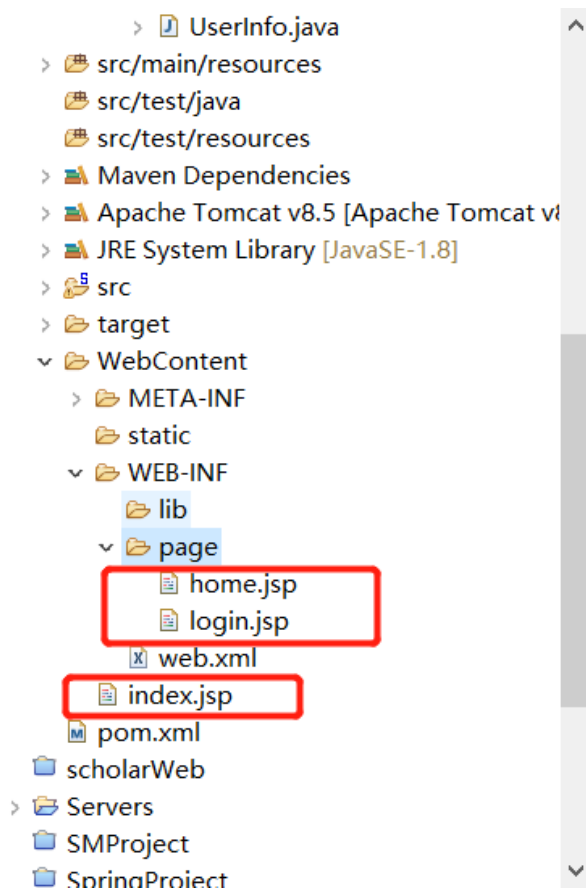 UserInfo.java
src/main/resources
src/test/java
src/test/resources
Maven Dependencies
Apache Tomcat v8.5 [Apache Tomcat v8
JRE System Library [JavaSE-1.8]
src
target
WebContent
META-INF
static
WEB-INF
lib
page
home.jsp
login.jsp
web.xml
index.jsp
pom.xml
scholarWeb
Servers
SMProject
SpringProject